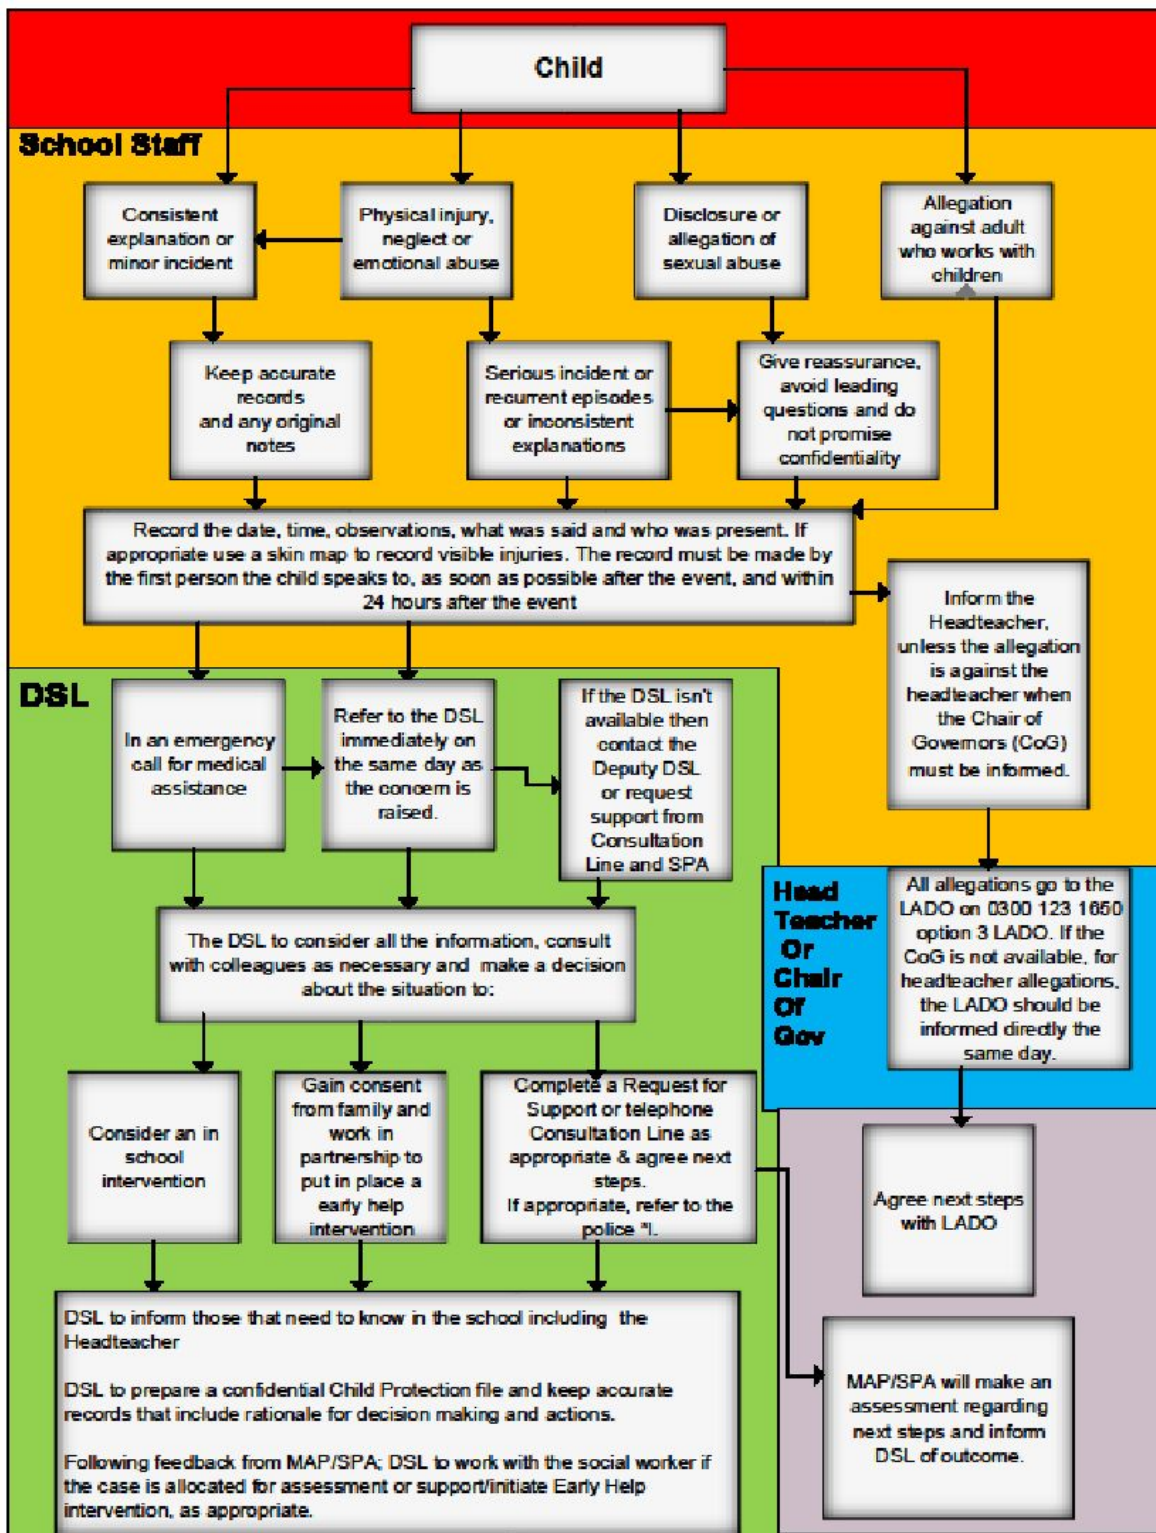 Child
School Staff
Consistent
explanation or
minor incident
Physical injury,
neglect or
emotional abuse
Disclosure or
allegation of
sexual abuse
Allegation
against adult
who works with
children
Keep accurate
records
and any original
notes
Serious incident or
recurrent episodes
or inconsistent
explanations
Give reassurance,
avoid leading
questions and do
not promise
confidentiality
Record the date, time, observations, what was said and who was present. If
appropriate use a skin map to record visible injuries. The record must be made by
the first person the child speaks to, as soon as possible after the event, and within
24 hours after the event
Inform the
Headteacher,
unless the allegation
is against the
headteacher when
the Chair of
Governors (CoG)
must be informed.
DSL
In an emergency
call for medical
assistance
Refer to the DSL
immediately on
the same day as
the concern is
raised.
If the DSL isn't
available then
contact the
Deputy DSL
or request
support from
Consultation
Line and SPA
Head
Teacher
Or
Chair
Of
Gov
All allegations go to the
LADO on 0300 123 1650
option 3 LADO. If the
CoG is not available, for
headteacher allegations,
the LADO should be
informed directly the
same day.
The DSL to consider all the information, consult
with colleagues as necessary and make a decision
about the situation to:
Consider an in
school
intervention
Gain consent
from family and
work in
partnership to
put in place a
early help
intervention
Complete a Request for
Support or telephone
Consultation Line as
appropriate & agree next
steps.
If appropriate, refer to the
police
Agree next steps
with LADO
DSL to inform those that need to know in the school including the
Headteacher
DSL to prepare a confidential Child Protection file and keep accurate
records that include rationale for decision making and actions.
Following feedback from MAP/SPA; DSL to work with the social worker if
the case is allocated for assessment or support/initiate Early Help
intervention, as appropriate.
MAP/SPA will make an
assessment regarding
next steps and inform
DSL of outcome.